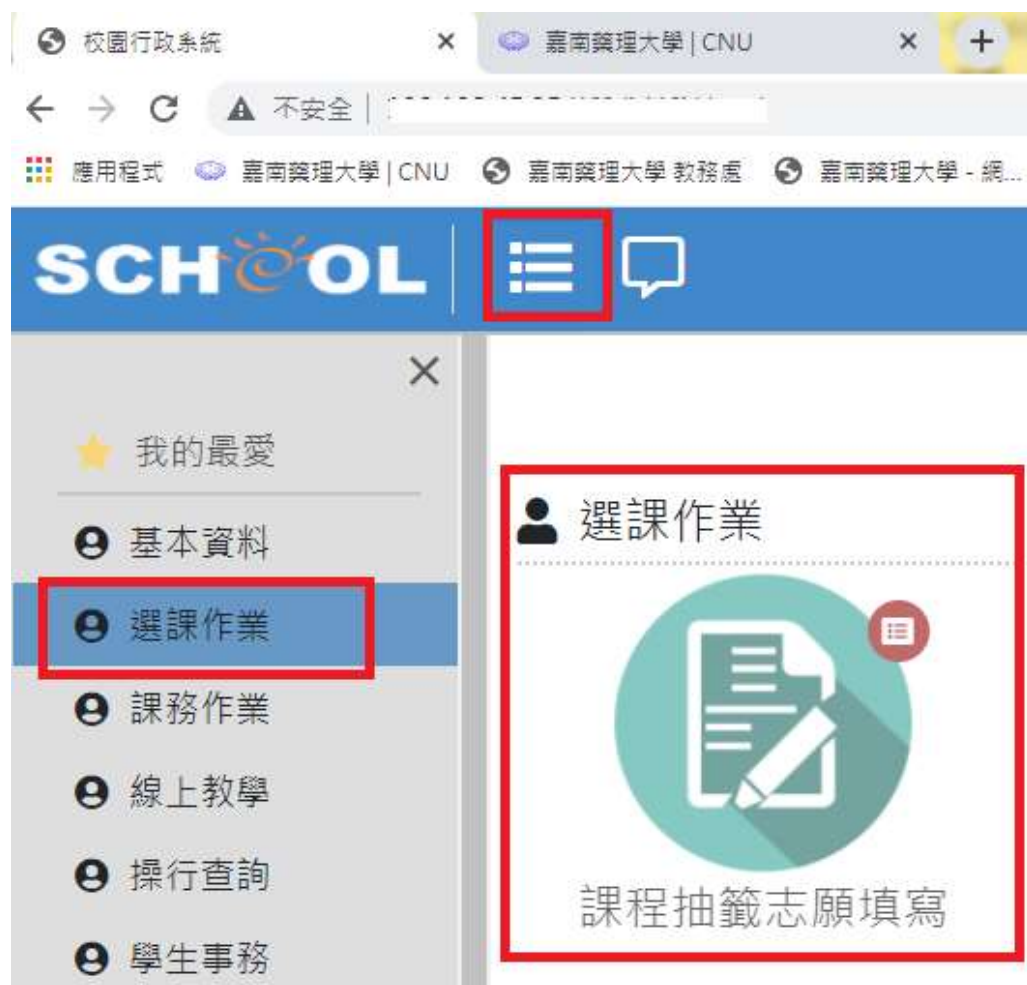 校園行政系統
嘉南藥理大學 | CNU
不安全
應用程式
嘉南藥理大學 | CNU
嘉南藥理大學 教務處
嘉南藥理大學 - 網...
SCHOOL
我的最愛
基本資料
選課作業
課務作業
線上教學
操行查詢
學生事務
選課作業
課程抽籤志願填寫